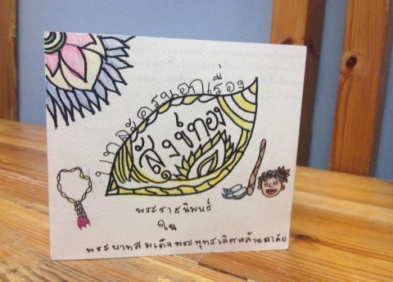 บทละครนอกเรื่อง
สังข์ทอง
พระราชนิพนธ์
ใน
พระบาทสมเด็จพระพุทธเลิศหล้านภาลัย